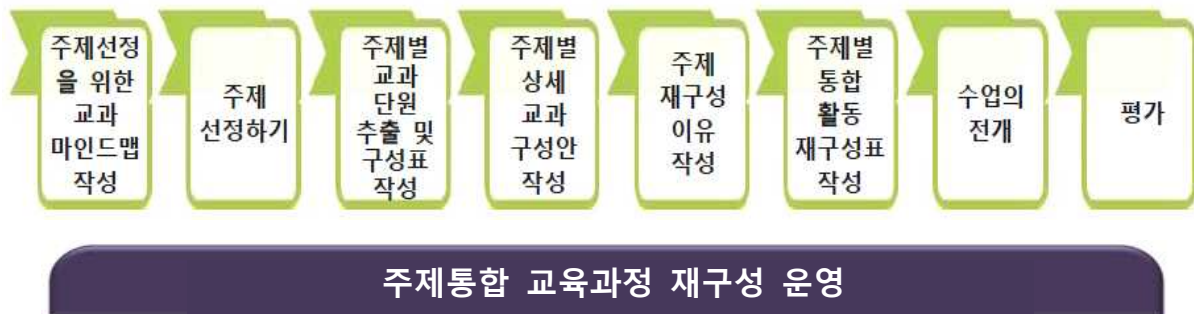 주제선정
을 위한
교과
마인드맵
작성
주제
선정하기
주제별
교과
단원
추출 및
구성표
작성
주제별
상세
교과
구성안
작성
주제
재구성
이유
작성
주제별
통합
활동
재구성표
작성
수업의
전개
평가
주제통합 교육과정 재구성 운영